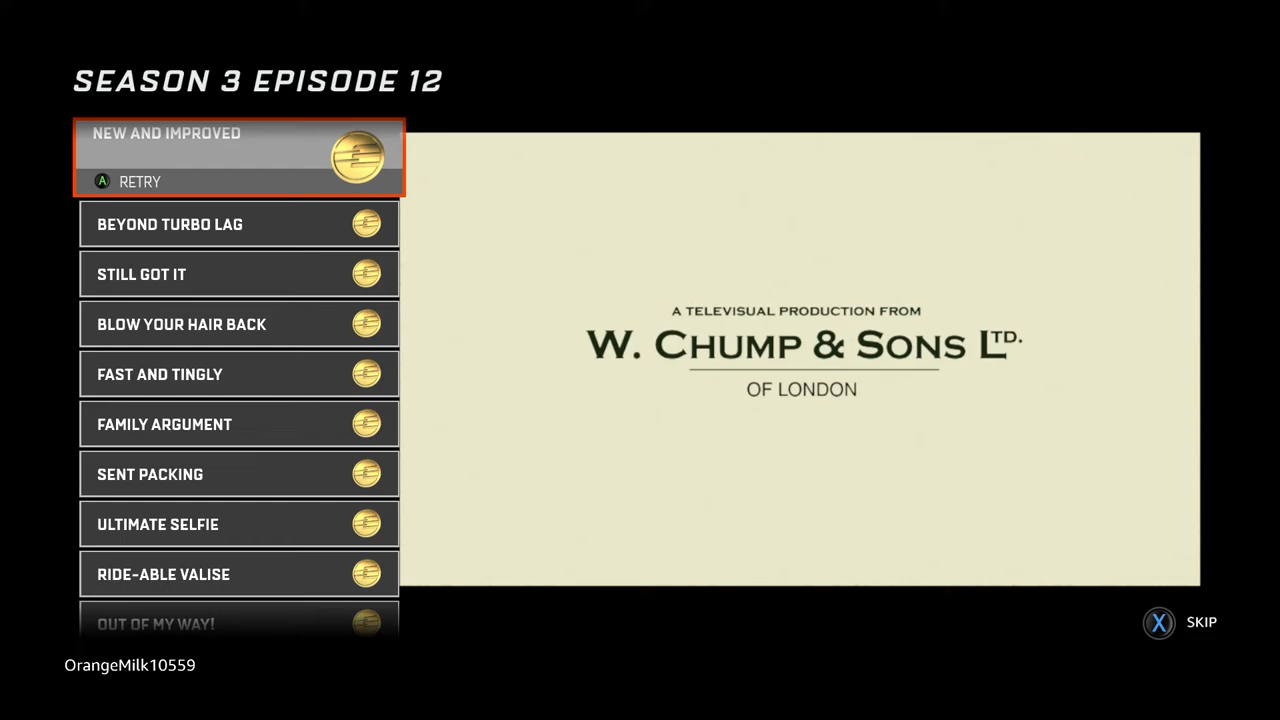 SEASON 3 EPISODE 12
NEW AND IMPROVED
A RETRY
BEYOND TURBO LAG
STILL GOT IT
BLOW YOUR HAIR BACK
FAST AND TINGLY
FAMILY ARGUMENT
SENT PACKING
ULTIMATE SELFIE
RIDE-ABLE VALISE
OUT OF MY WAY!
A TELEVISUAL PRODUCTION FROM
W. CHUMP & SONS LTD.
OF LONDON
X SKIP
OrangeMilk10559